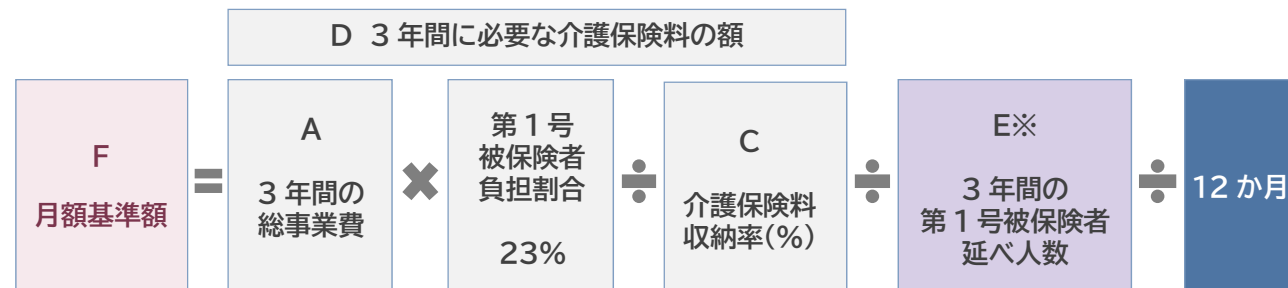 D 3年間に必要な介護保険料の額
F
月額基準額
=
A
3年間の
総事業費
×
第1号
被保険者
負担割合
23%
÷
C
介護保険料
収納率(%)
÷
E※
3年間の
第1号被保険者
延べ人数
÷
12か月